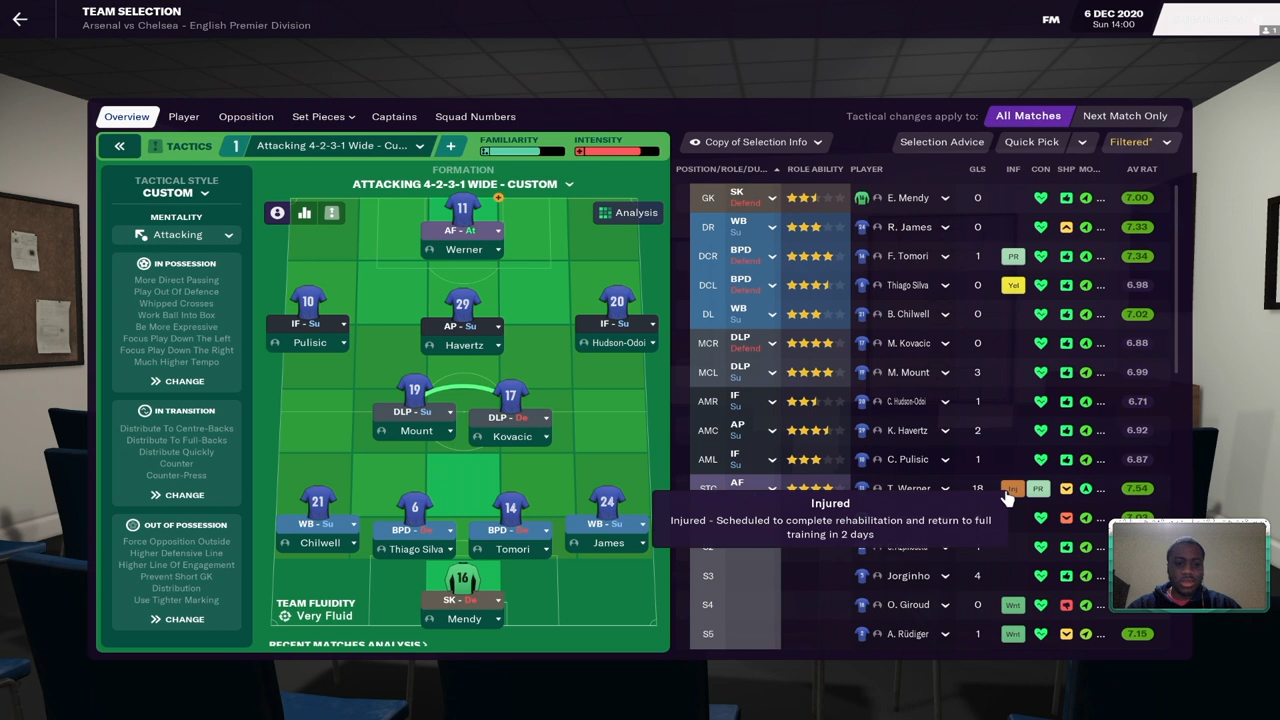 TEAM SELECTION
Arsenal vs Chelsea - English Premier Division
FM
6 DEC 2020
Sun 14:00
1
Overview
Player
Opposition
Set Pieces
Captains
Squad Numbers
Tactical changes apply to:
All Matches
Next Match Only
TACTICS
1
Attacking 4-2-3-1 Wide - Cu...
+
FAMILIARITY
INTENSITY
Copy of Selection Info
Selection Advice
Quick Pick
Filtered*
TACTICAL STYLE
CUSTOM
MENTALITY
Attacking
IN POSSESSION
More Direct Passing
Play Out Of Defence
Whipped Crosses
Work Ball Into Box
Be More Expressive
Focus Play Down The Left
Focus Play Down The Right
Much Higher Tempo
CHANGE
IN TRANSITION
Distribute To Centre-Backs
Distribute To Full-Backs
Distribute Quickly
Counter
Counter-Press
CHANGE
OUT OF POSSESSION
Force Opposition Outside
Higher Defensive Line
Higher Line Of Engagement
Prevent Short GK
Distribution
Use Tighter Marking
CHANGE
FORMATION
ATTACKING 4-2-3-1 WIDE - CUSTOM
Analysis
11
AF - At
Werner
10
IF - Su
Pulisic
29
AP - Su
Havertz
20
IF - Su
Hudson-Odoi
19
DLP - Su
Mount
17
DLP - De
Kovacic
21
WB - Su
Chilwell
6
BPD - De
Thiago Silva
14
BPD - De
Tomori
24
WB - Su
James
16
SK - De
Mendy
TEAM FLUIDITY
Very Fluid
RECENT MATCHES ANALYSIS
POSITION/ROLE/DU... ROLE ABILITY PLAYER GLS INF CON SHP MO... AV RAT
GK SK Defend E. Mendy 0 ... 7.00
DR WB Su R. James 0 ... 7.33
DCR BPD Defend F. Tomori 1 PR ... 7.34
DCL BPD Defend Thiago Silva 0 Yel ... 6.98
DL WB Su B. Chilwell 0 ... 7.02
MCR DLP Defend M. Kovacic 0 ... 6.88
MCL DLP Su M. Mount 3 ... 6.99
AMR IF Su C. Hudson-Odoi 1 ... 6.71
AMC AP Su K. Havertz 2 ... 6.92
AML IF Su C. Pulisic 1 ... 6.87
STC AF T. Werner 18 Inj PR ... 7.54
Injured
Injured - Scheduled to complete rehabilitation and return to full
training in 2 days
S3 Jorginho 4 ...
S4 O. Giroud 0 Wnt ...
S5 A. Rüdiger 1 Wnt ... 7.15